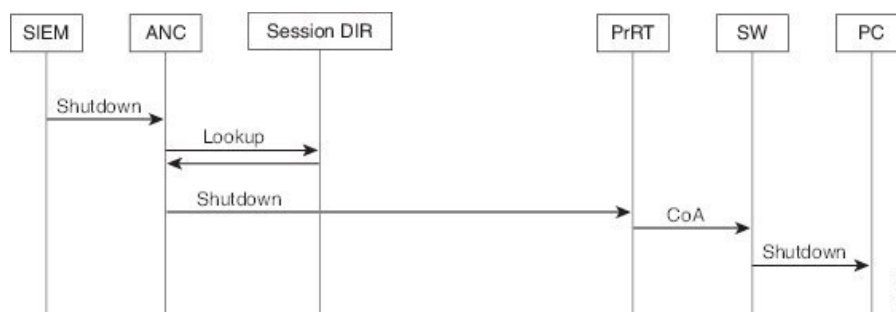 SIEM ANC Session DIR PrRT SW PC
Shutdown
Lookup
Shutdown
CoA
Shutdown